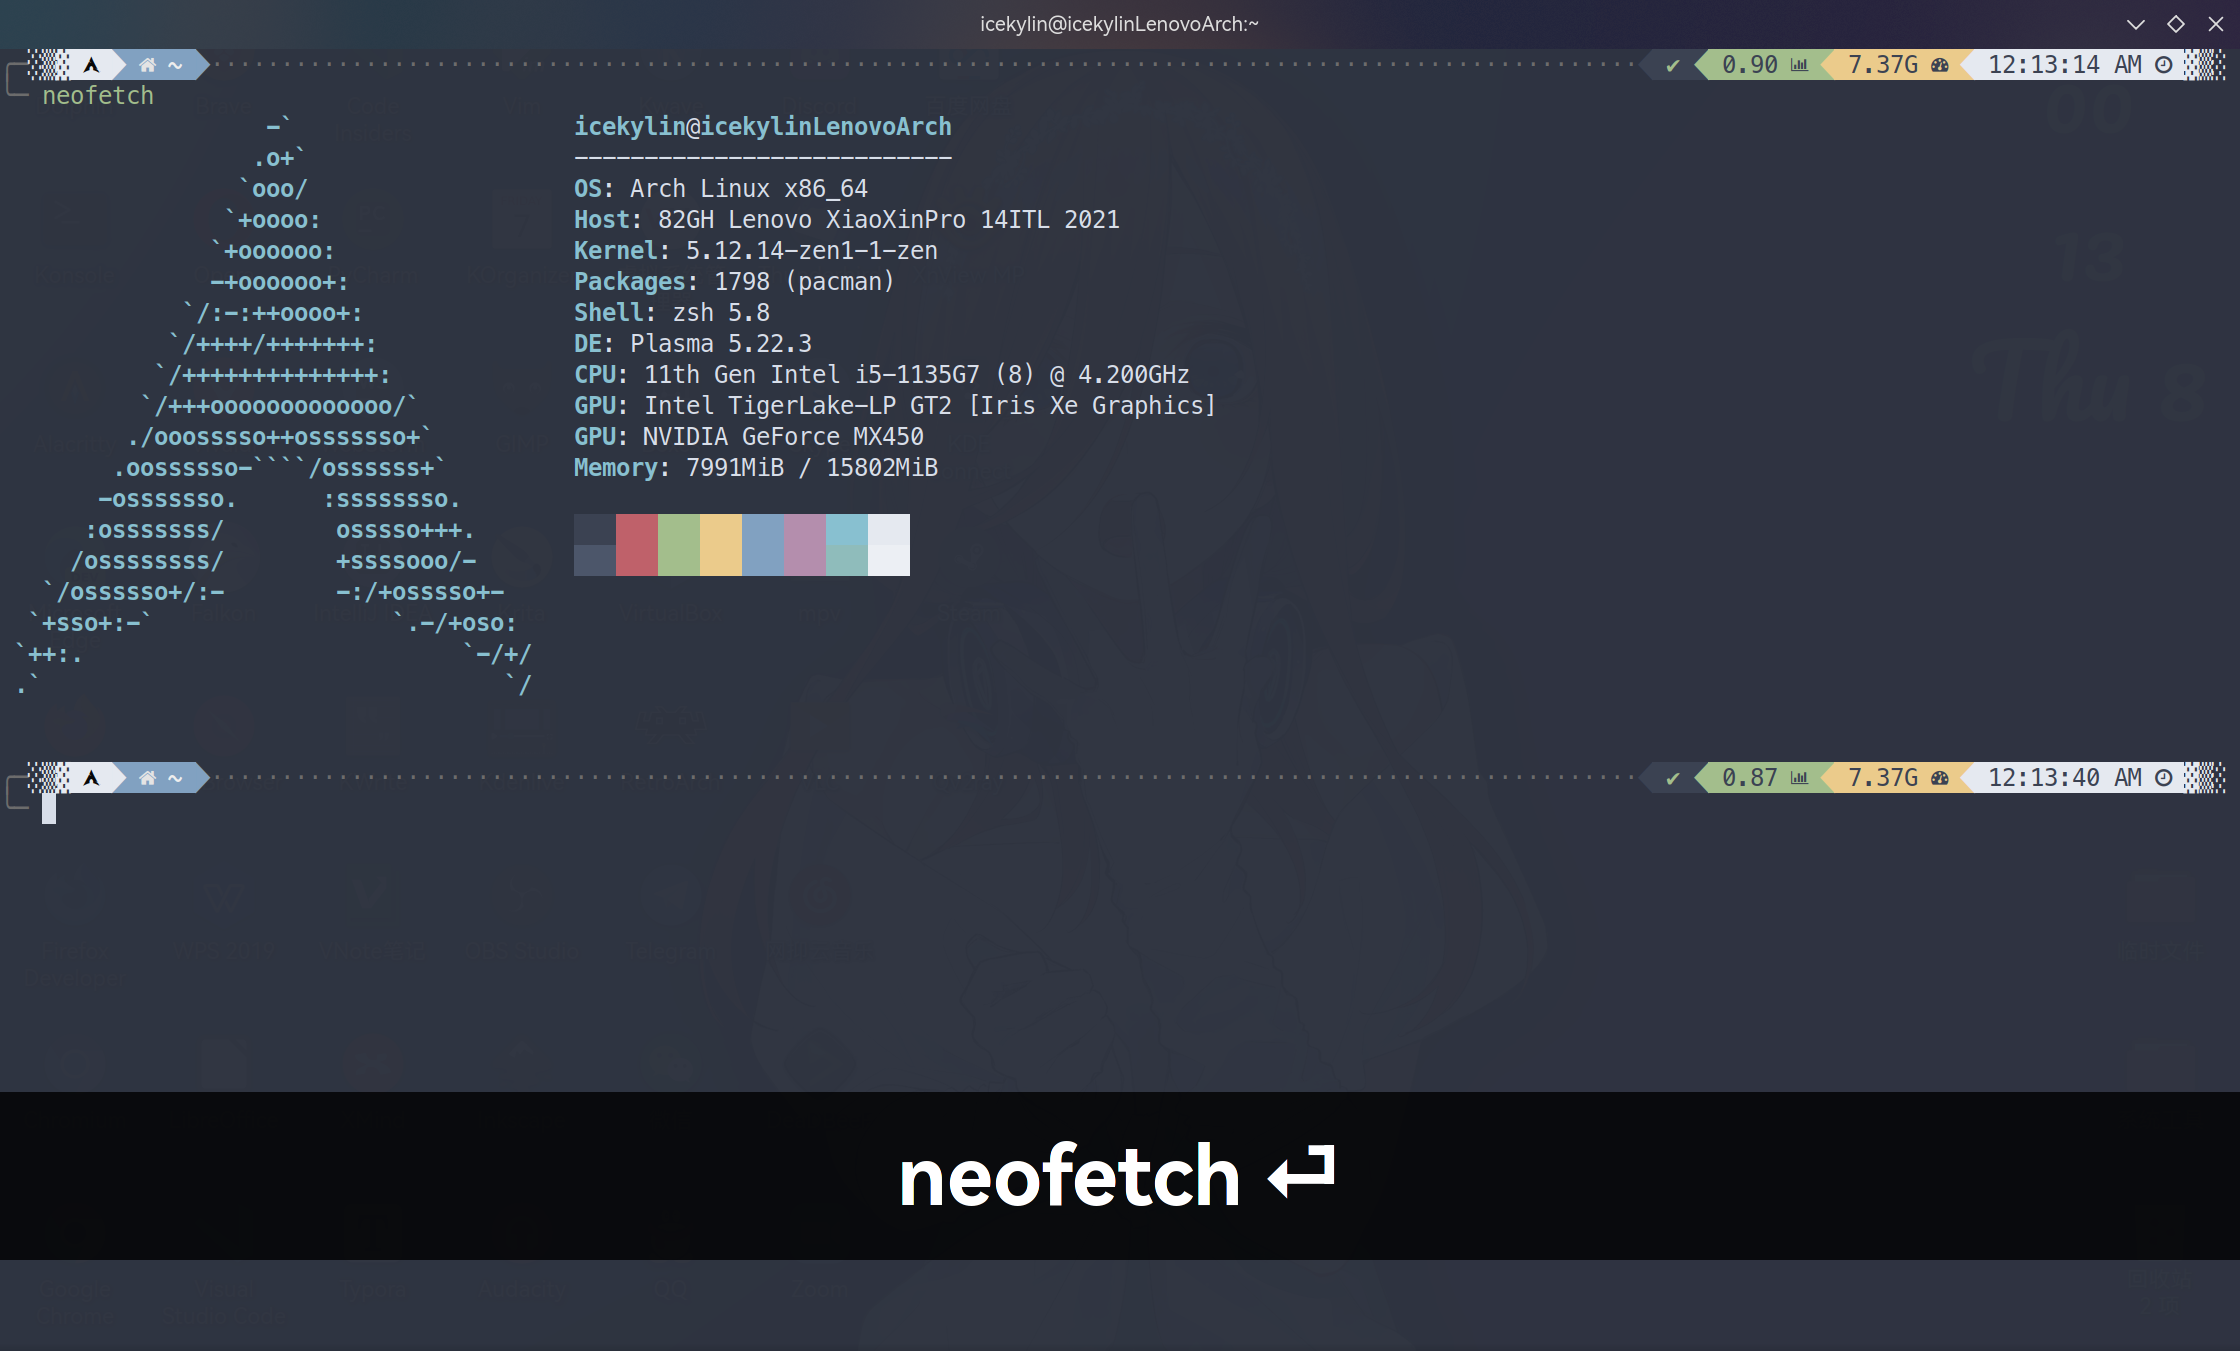 icekylin@icekylinLenovoArch:~
~ ✔ 0.90 7.37G 12:13:14 AM
neofetch
-`
.o+`
`ooo/
`+oooo:
`+oooooo:
-+oooooo+:
`/:-:++oooo+:
`/++++/+++++++:
`/++++++++++++++:
`/+++ooooooooooooo/`
./ooosssso++osssssso+`
.oossssso-````/ossssss+`
-osssssso.      :ssssssso.
:osssssss/        osssso+++.
/ossssssss/        +ssssooo/-
`/ossssso+/:-        -:/+osssso+-
`+sso+:-`                 `.-/+oso:
`++:.                           `-/+/
.`                                 `/
icekylin@icekylinLenovoArch
---------------------------
OS: Arch Linux x86_64
Host: 82GH Lenovo XiaoXinPro 14ITL 2021
Kernel: 5.12.14-zen1-1-zen
Packages: 1798 (pacman)
Shell: zsh 5.8
DE: Plasma 5.22.3
CPU: 11th Gen Intel i5-1135G7 (8) @ 4.200GHz
GPU: Intel TigerLake-LP GT2 [Iris Xe Graphics]
GPU: NVIDIA GeForce MX450
Memory: 7991MiB / 15802MiB
00
13
Thu 8
~ ✔ 0.87 7.37G 12:13:40 AM
neofetch ⏎